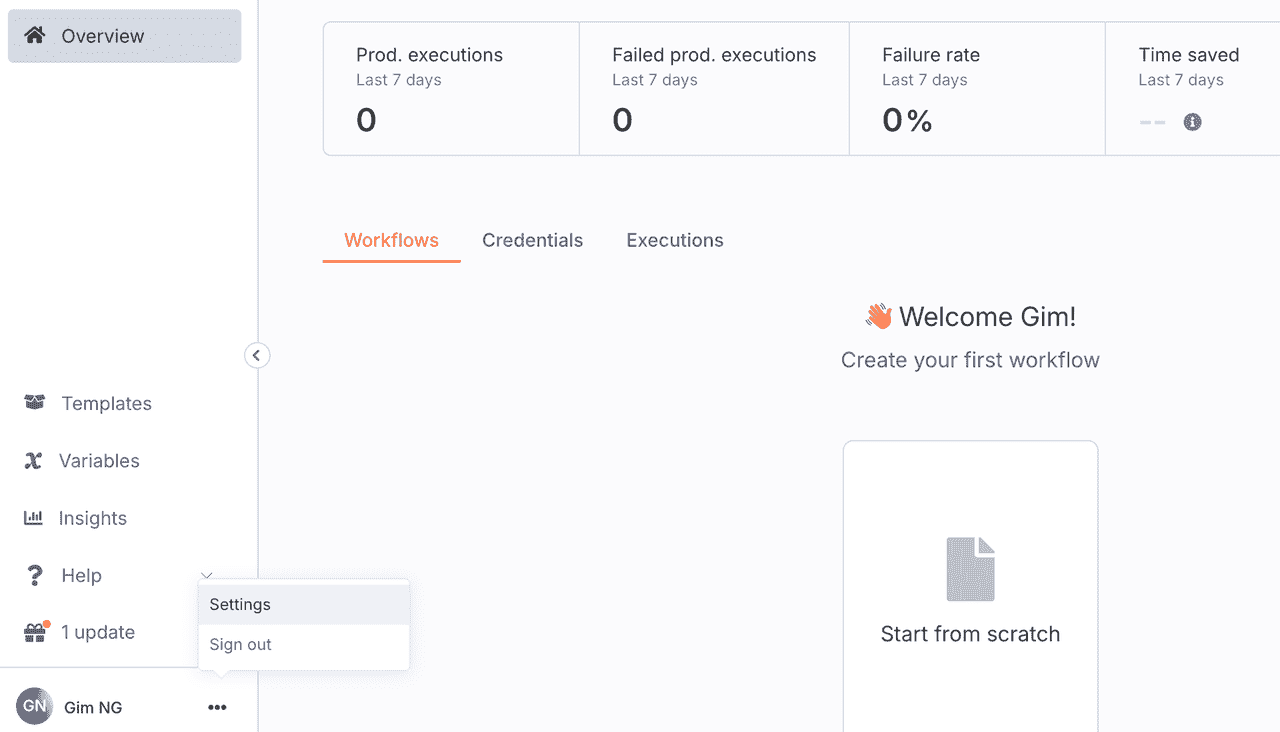 Overview
Prod. executions
Last 7 days
0
Failed prod. executions
Last 7 days
0
Failure rate
Last 7 days
0%
Time saved
Last 7 days
--
Workflows
Credentials
Executions
👋 Welcome Gim!
Create your first workflow
Start from scratch
Templates
Variables
Insights
Help
1 update
Settings
Sign out
GN
Gim NG